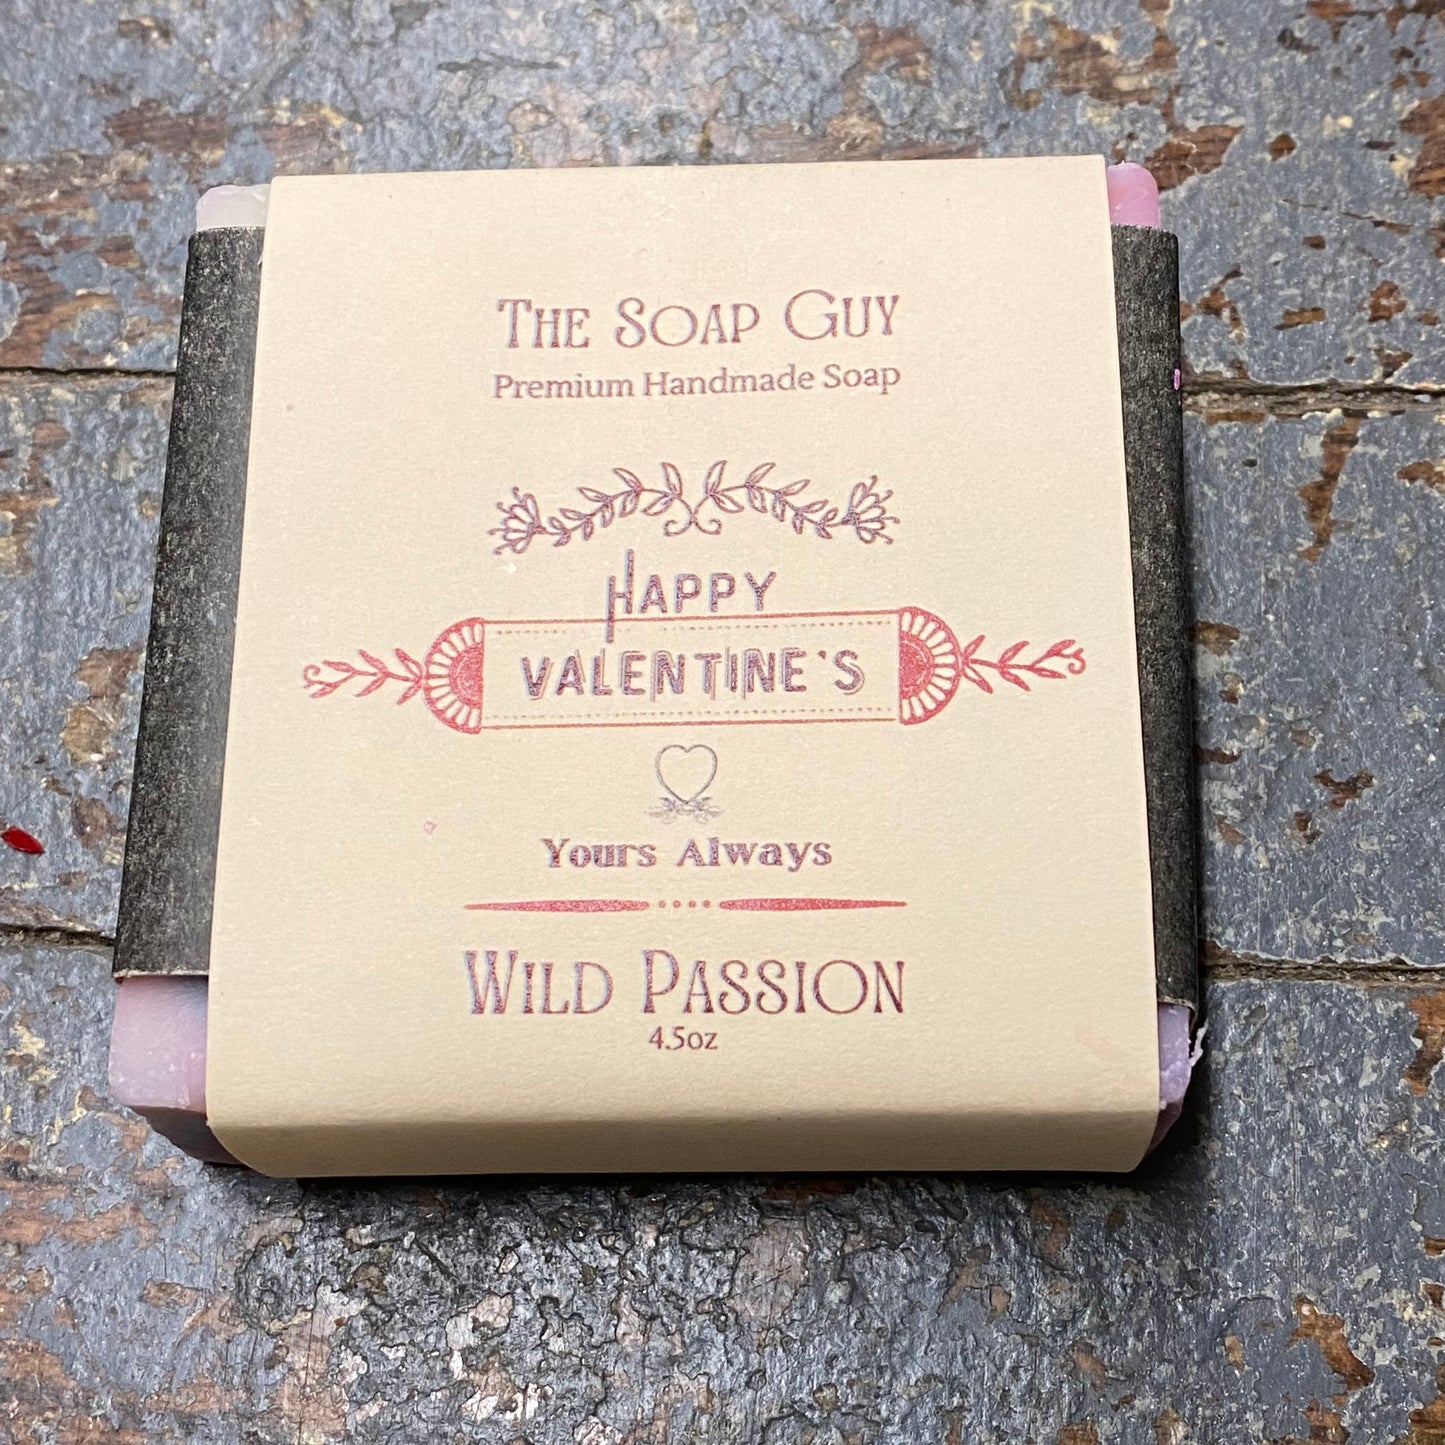 The Soap Guy
Premium Handmade Soap
Happy
Valentine's
Yours Always
Wild Passion
4.5oz